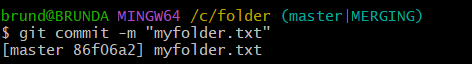 brund@BRUNDA MINGW64 /c/folder (master|MERGING)
$ git commit -m "myfolder.txt"
[master 86f06a2] myfolder.txt